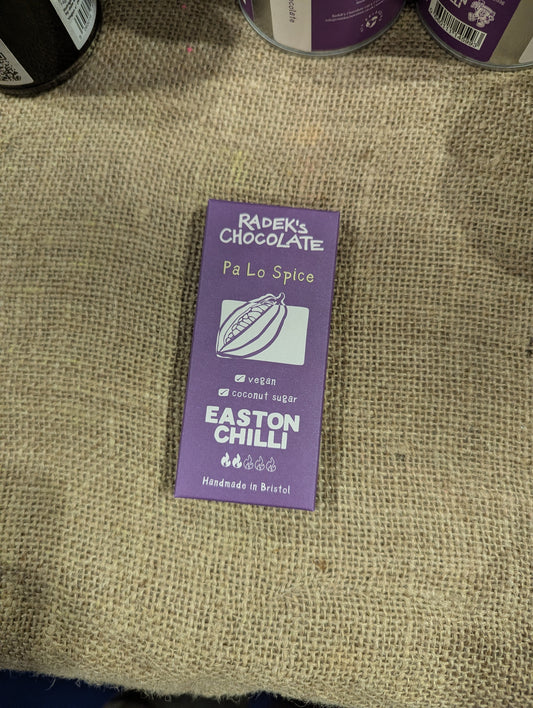 RADEK's
CHOCOLATE
Pa Lo Spice
vegan
coconut sugar
EASTON
CHILLI
Handmade in Bristol